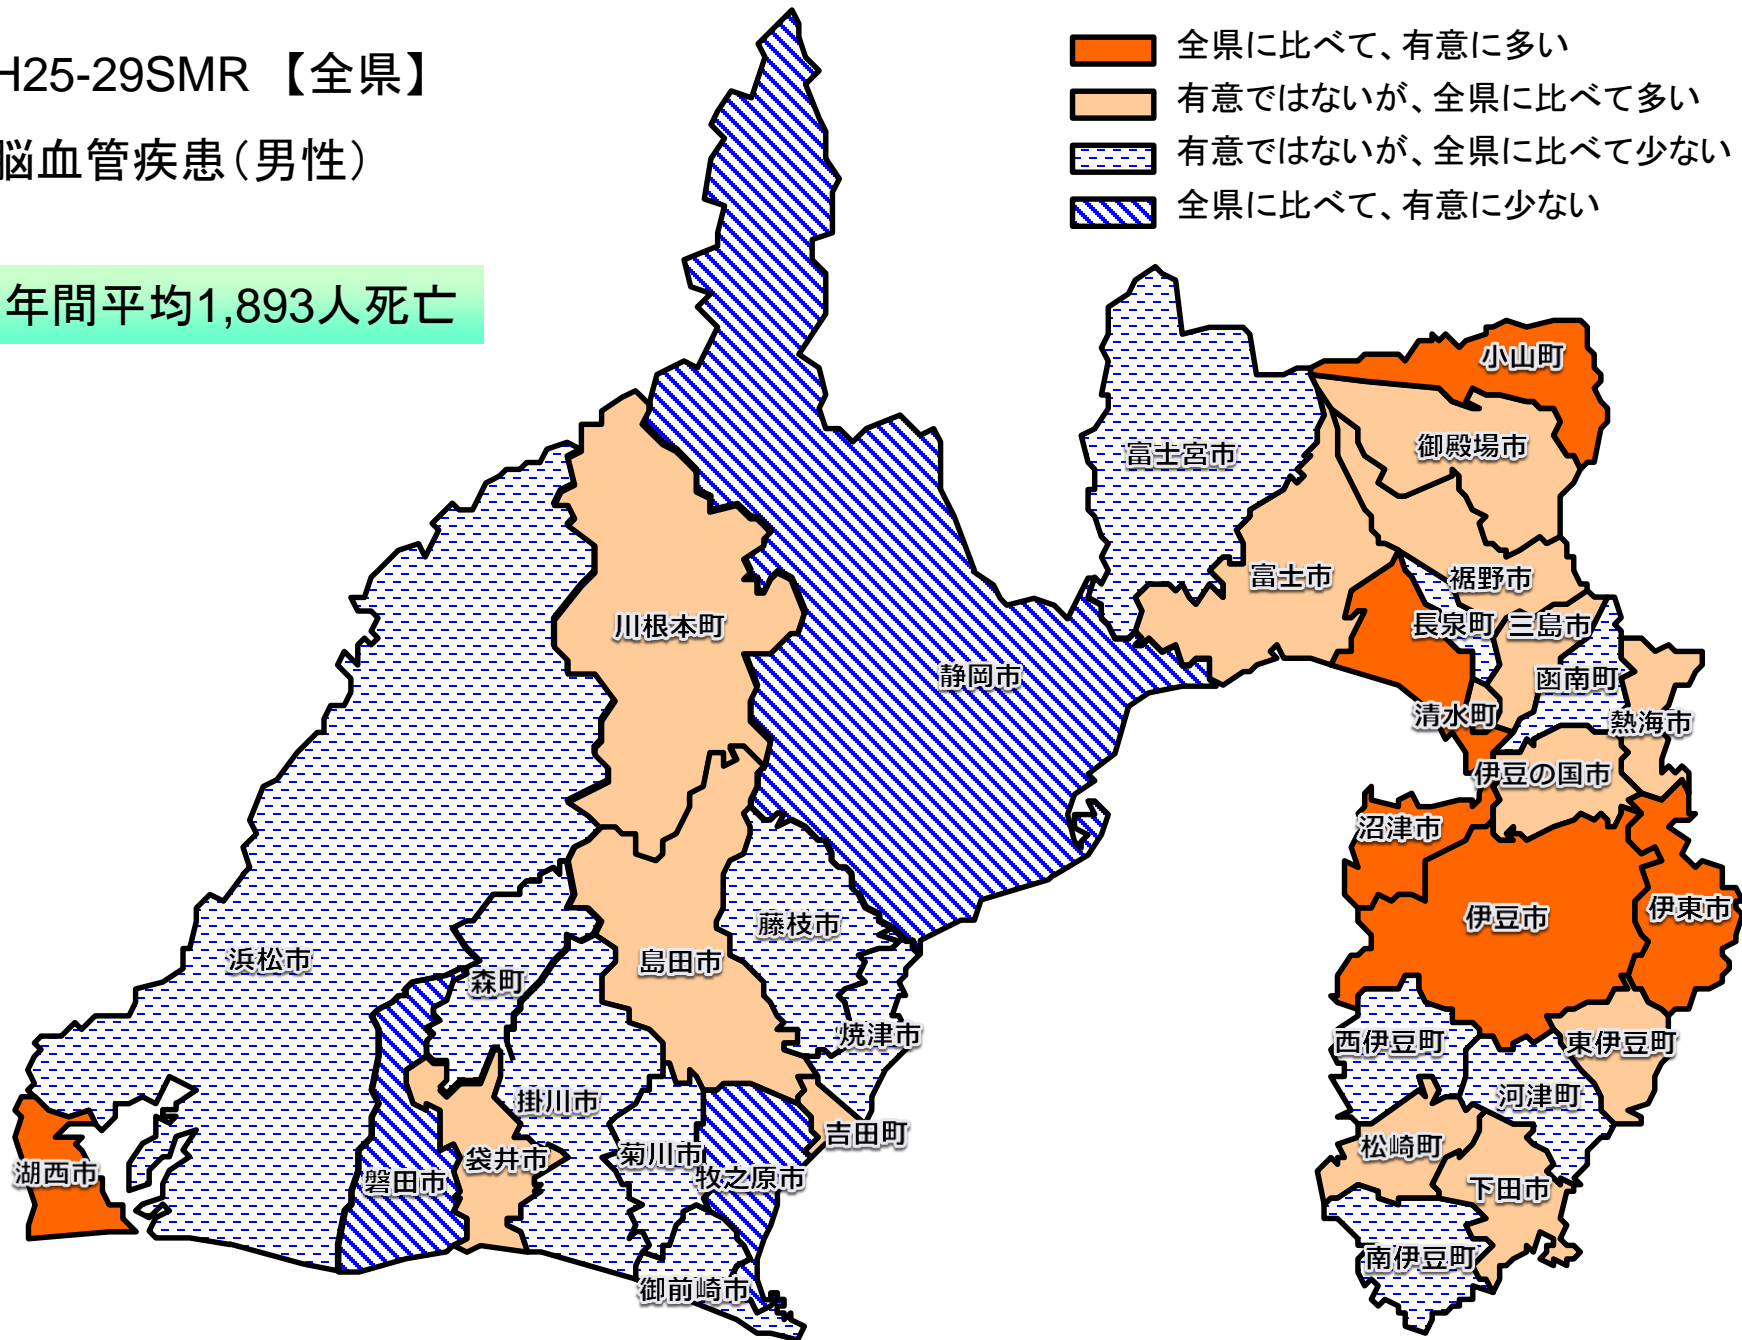 H25-29SMR 【全県】
脳血管疾患(男性)
年間平均1,893人死亡
全県に比べて、有意に多い
有意ではないが、全県に比べて多い
有意ではないが、全県に比べて少ない
全県に比べて、有意に少ない
小山町
御殿場市
富士宮市
富士市
裾野市
川根本町
長泉町
三島市
静岡市
函南町
清水町
熱海市
伊豆の国市
沼津市
伊豆市
伊東市
藤枝市
浜松市
島田市
森町
焼津市
西伊豆町
東伊豆町
河津町
掛川市
吉田町
松崎町
湖西市
磐田市
袋井市
菊川市
牧之原市
下田市
南伊豆町
御前崎市